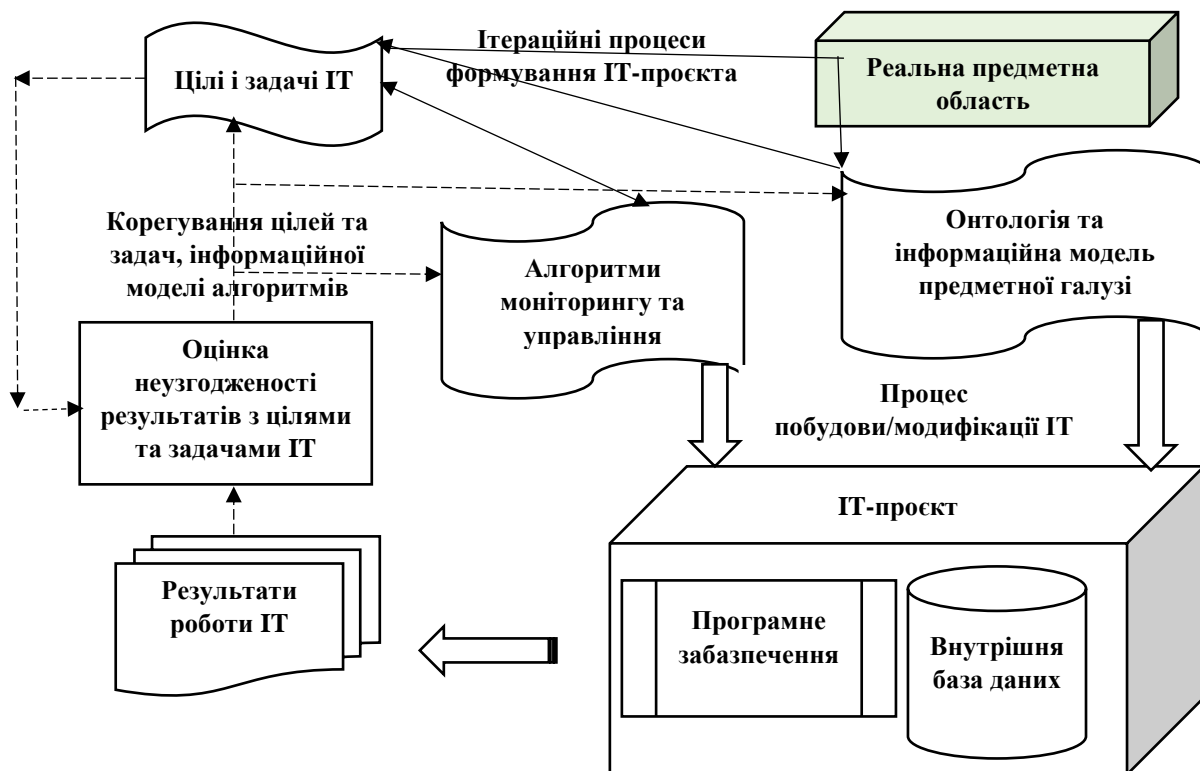 Ітераційні процеси
формування ІТ-проєкта
Цілі і задачі ІТ
Реальна предметна
область
Корегування цілей та
задач, інформаційної
моделі алгоритмів
Алгоритми
моніторингу та
управління
Онтологія та
інформаційна модель
предметної галузі
Оцінка
неузгодженості
результатів з цілями
та задачами ІТ
Процес
побудови/модифікації ІТ
ІТ-проєкт
Результати
роботи ІТ
Програмне
забазпечення
Внутрішня
база даних